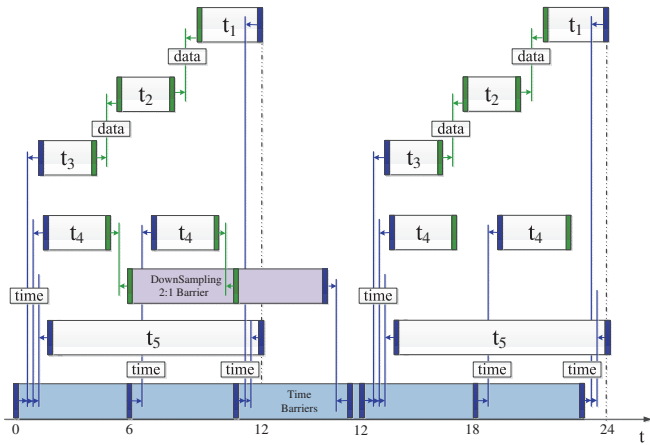 t1 t1
data data
t2 t2
data data
t3 t3
t4 t4 t4 t4
DownSampling
2:1 Barrier
time time
t5 t5
time time time time
Time
Barriers
0 6 12 12 18 24 t